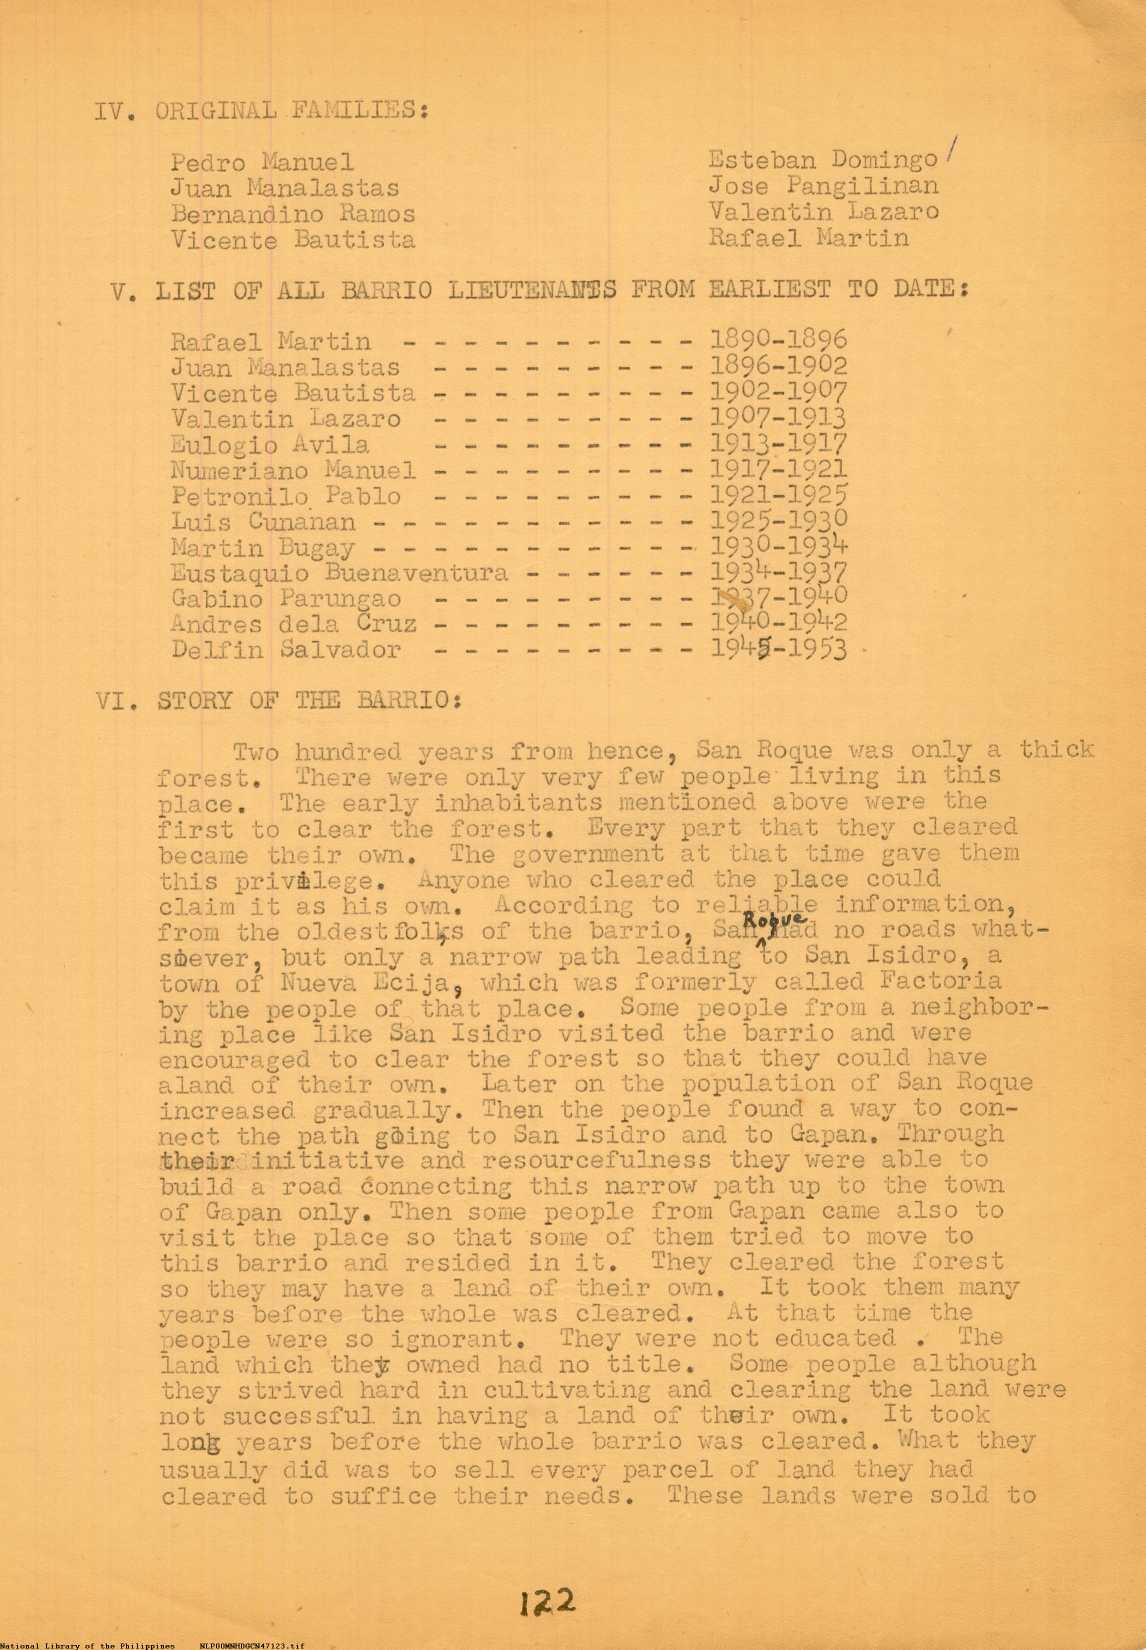 IV. ORIGINAL FAMILIES:
Pedro Manuel Esteban Domingo
Juan Manalastas Jose Pangilinan
Bernandino Ramos Valentin Lazaro
Vicente Bautista Rafael Martin
V. LIST OF ALL BARRIO LIEUTENANTS FROM EARLIEST TO DATE:
Rafael Martin - - - - - - - - - - 1890-1896
Juan Manalastas - - - - - - - - - 1896-1902
Vicente Bautista - - - - - - - - - 1902-1907
Valentin Lazaro - - - - - - - - - 1907-1913
Eulogio Avila - - - - - - - - - 1913-1917
Numeriano Manuel - - - - - - - - - 1917-1921
Petronilo Pablo - - - - - - - - - 1921-1925
Luis Cunanan - - - - - - - - - - - 1925-1930
Martin Bugay - - - - - - - - - - - 1930-1934
Eustaquio Buenaventura - - - - - - 1934-1937
Gabino Parungao - - - - - - - - - 1937-1940
Andres dela Cruz - - - - - - - - - 1940-1942
Delfin Salvador - - - - - - - - - 1945-1953
VI. STORY OF THE BARRIO:
Two hundred years from hence, San Roque was only a thick
forest. There were only very few people living in this
place. The early inhabitants mentioned above were the
first to clear the forest. Every part that they cleared
became their own. The government at that time gave them
this privilege. Anyone who cleared the place could
claim it as his own. According to reliable information,
from the oldest folks of the barrio, San Roque had no roads what-
soever, but only a narrow path leading to San Isidro, a
town of Nueva Ecija, which was formerly called Factoria
by the people of that place. Some people from a neighbor-
ing place like San Isidro visited the barrio and were
encouraged to clear the forest so that they could have
aland of their own. Later on the population of San Roque
increased gradually. Then the people found a way to con-
nect the path going to San Isidro and to Gapan. Through
their initiative and resourcefulness they were able to
build a road connecting this narrow path up to the town
of Gapan only. Then some people from Gapan came also to
visit the place so that some of them tried to move to
this barrio and resided in it. They cleared the forest
so they may have a land of their own. It took them many
years before the whole was cleared. At that time the
people were so ignorant. They were not educated . The
land which they owned had no title. Some people although
they strived hard in cultivating and clearing the land were
not successful in having a land of their own. It took
long years before the whole barrio was cleared. What they
usually did was to sell every parcel of land they had
cleared to suffice their needs. These lands were sold to
122
National Library of the Philippines NLP00MNHDGCN47123.tif